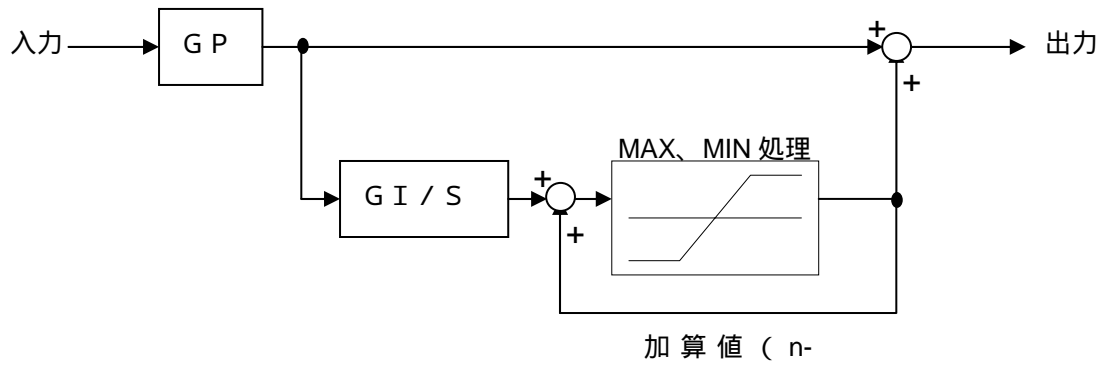 入力
GP
+
+
出力
MAX、MIN 処理
GI/S
+
+
加算値( n-